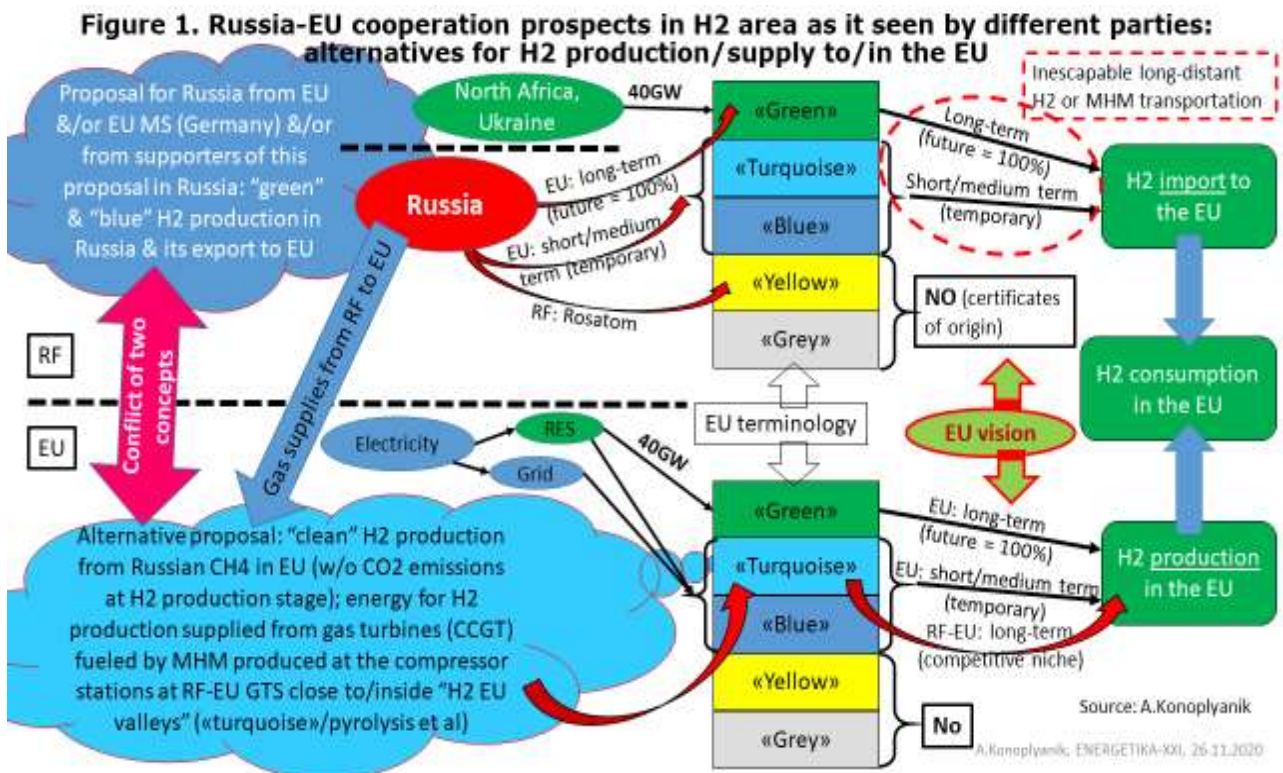 Figure 1. Russia-EU cooperation prospects in H2 area as it seen by different parties:
alternatives for H2 production/supply to/in the EU
Proposal for Russia from EU
&/or EU MS (Germany) &/or
from supporters of this
proposal in Russia: “green”
& “blue” H2 production in
Russia & its export to EU
North Africa,
Ukraine
40GW
Russia
EU: long-term
(future = 100%)
EU: short/medium
term (temporary)
RF: Rosatom
«Green»
«Turquoise»
«Blue»
«Yellow»
«Grey»
Long-term
(future = 100%)
Short/medium term
(temporary)
Inescapable long-distant
H2 or MHM transportation
NO (certificates
of origin)
H2 import to
the EU
H2 consumption
in the EU
H2 production
in the EU
RF
EU
Conflict of two
concepts
Gas supplies from RF to EU
EU terminology
EU vision
Electricity
RES
Grid
40GW
Alternative proposal: “clean” H2 production
from Russian CH4 in EU (w/o CO2 emissions
at H2 production stage); energy for H2
production supplied from gas turbines (CCGT)
fueled by MHM produced at the compressor
stations at RF-EU GTS close to/inside “H2 EU
valleys” («turquoise»/pyrolysis et al)
«Green»
«Turquoise»
«Blue»
«Yellow»
«Grey»
EU: long-term
(future = 100%)
EU: short/medium term
(temporary)
RF-EU: long-term
(competitive niche)
No
Source: A.Konoplyanik
A.Konoplyanik, ENERGETIKA-XXI, 26.11.2020